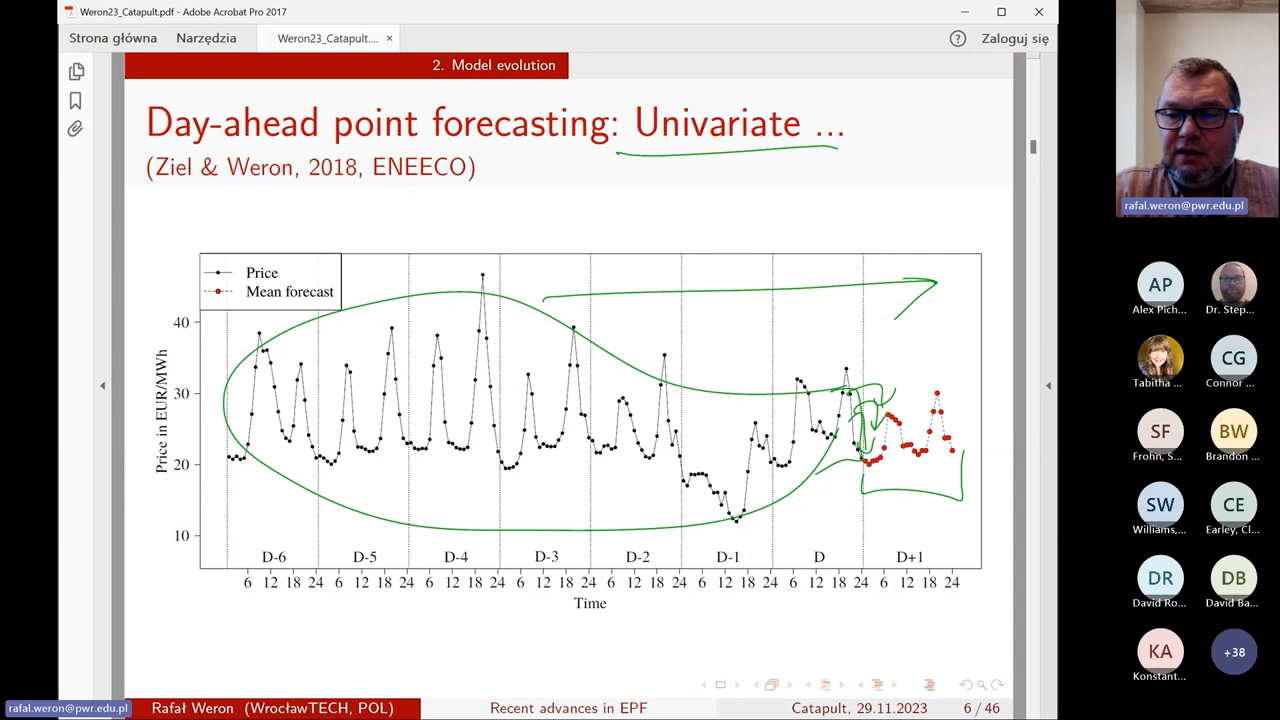 Weron23_Catapult.pdf - Adobe Acrobat Pro 2017
Strona główna
Narzędzia
Weron23_Catapult....
Zaloguj się
2. Model evolution
Day-ahead point forecasting: Univariate ...
(Ziel & Weron, 2018, ENEECO)
Price
Mean forecast
Price in EUR/MWh
40
30
20
10
D-6 D-5 D-4 D-3 D-2 D-1 D D+1
6 12 18 24 6 12 18 24 6 12 18 24 6 12 18 24 6 12 18 24 6 12 18 24 6 12 18 24 6 12 18 24
Time
Rafał Weron (WrocławTECH, POL)
Recent advances in EPF
Catapult, 29.11.2023
6 / 46
rafal.weron@pwr.edu.pl
rafal.weron@pwr.edu.pl
AP
Alex Pich...
Dr. Step...
Tabitha ...
CG
Connor ...
SF
Frohn, S...
BW
Brandon ...
SW
Williams,...
CE
Earley, Cl...
DR
David Ro...
DB
David Ba...
KA
Konstant...
+38